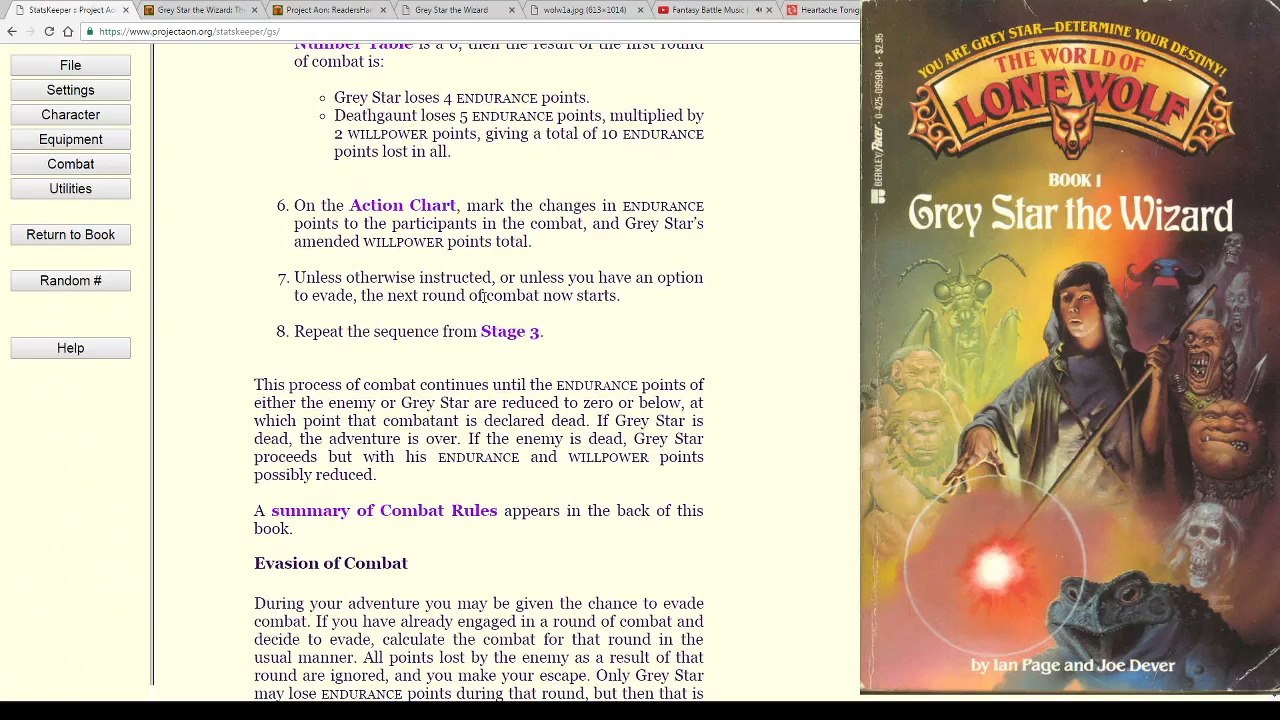 StatsKeeper :: Project Aon:
Grey Star the Wizard: Th
Project Aon: ReadersHan
Grey Star the Wizard
wolw1a.jpg (613×1014)
Fantasy Battle Music |
Heartache Tonig
https://www.projectaon.org/statskeeper/gs/
File
Settings
Character
Equipment
Combat
Utilities
Return to Book
Random #
Help
Number Table is a 6, then the result of the first round
of combat is:
Grey Star loses 4 ENDURANCE points.
Deathgaunt loses 5 ENDURANCE points, multiplied by
2 WILLPOWER points, giving a total of 10 ENDURANCE
points lost in all.
6. On the Action Chart, mark the changes in ENDURANCE
points to the participants in the combat, and Grey Star's
amended WILLPOWER points total.
7. Unless otherwise instructed, or unless you have an option
to evade, the next round of combat now starts.
8. Repeat the sequence from Stage 3.
This process of combat continues until the ENDURANCE points of
either the enemy or Grey Star are reduced to zero or below, at
which point that combatant is declared dead. If Grey Star is
dead, the adventure is over. If the enemy is dead, Grey Star
proceeds but with his ENDURANCE and WILLPOWER points
possibly reduced.
A summary of Combat Rules appears in the back of this
book.
Evasion of Combat
During your adventure you may be given the chance to evade
combat. If you have already engaged in a round of combat and
decide to evade, calculate the combat for that round in the
usual manner. All points lost by the enemy as a result of that
round are ignored, and you make your escape. Only Grey Star
may lose ENDURANCE points during that round, but then that is
YOU ARE GREY STAR—DETERMINE YOUR DESTINY!
THE WORLD OF
LONE WOLF
BOOK 1
Grey Star the Wizard
BERKLEY/Pacer • 0-425-09590-8 • $2.95
by Ian Page and Joe Dever